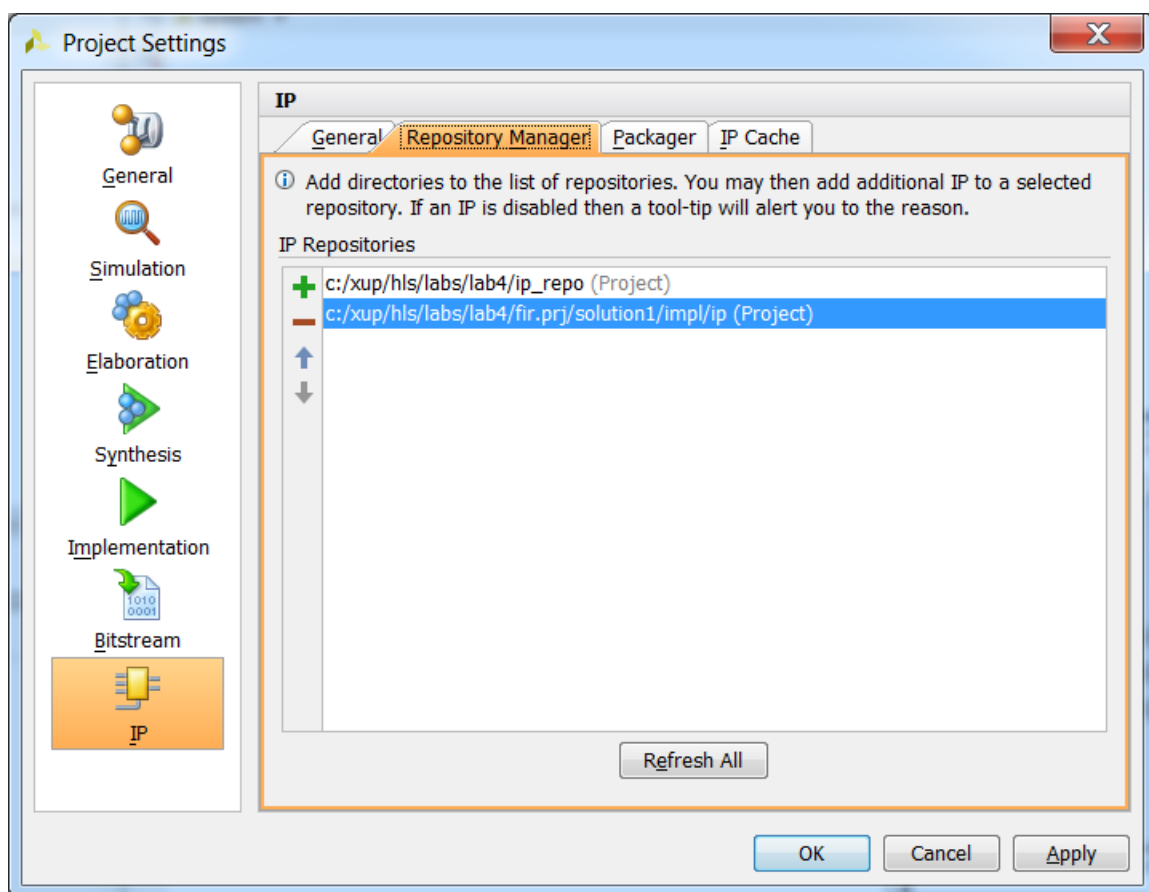 Project Settings
General
Simulation
Elaboration
Synthesis
Implementation
1010
0001
Bitstream
IP
IP
General
Repository Manager
Packager
IP Cache
Add directories to the list of repositories. You may then add additional IP to a selected
repository. If an IP is disabled then a tool-tip will alert you to the reason.
IP Repositories
c:/xup/hls/labs/lab4/ip_repo (Project)
c:/xup/hls/labs/lab4/fir.prj/solution1/impl/ip (Project)
Refresh All
OK
Cancel
Apply